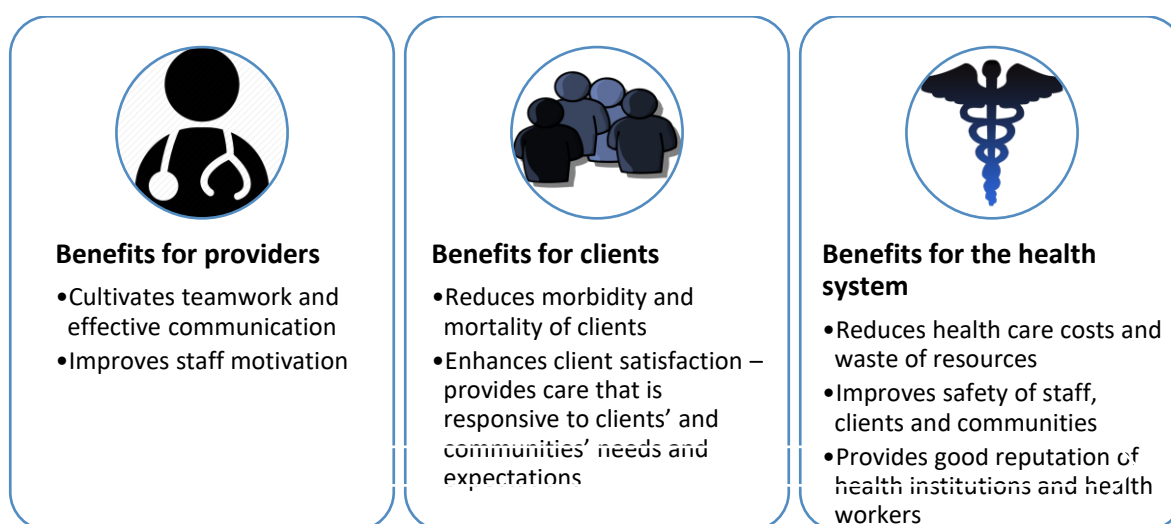 Benefits for providers
•Cultivates teamwork and
effective communication
•Improves staff motivation
Benefits for clients
•Reduces morbidity and
mortality of clients
•Enhances client satisfaction –
provides care that is
responsive to clients’ and
communities’ needs and
expectations
Benefits for the health
system
•Reduces health care costs and
waste of resources
•Improves safety of staff,
clients and communities
•Provides good reputation of
health institutions and health
workers